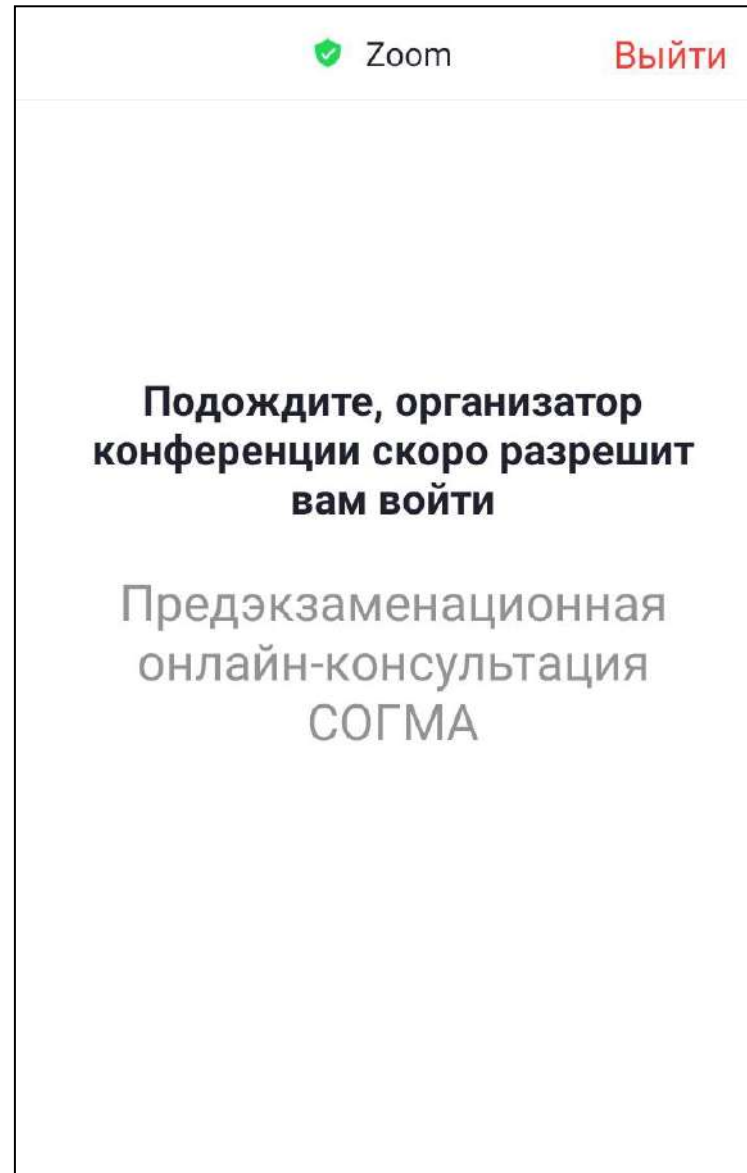 Zoom Выйти
Подождите, организатор
конференции скоро разрешит
вам войти
Предэкзаменационная
онлайн-консультация
СОГМА